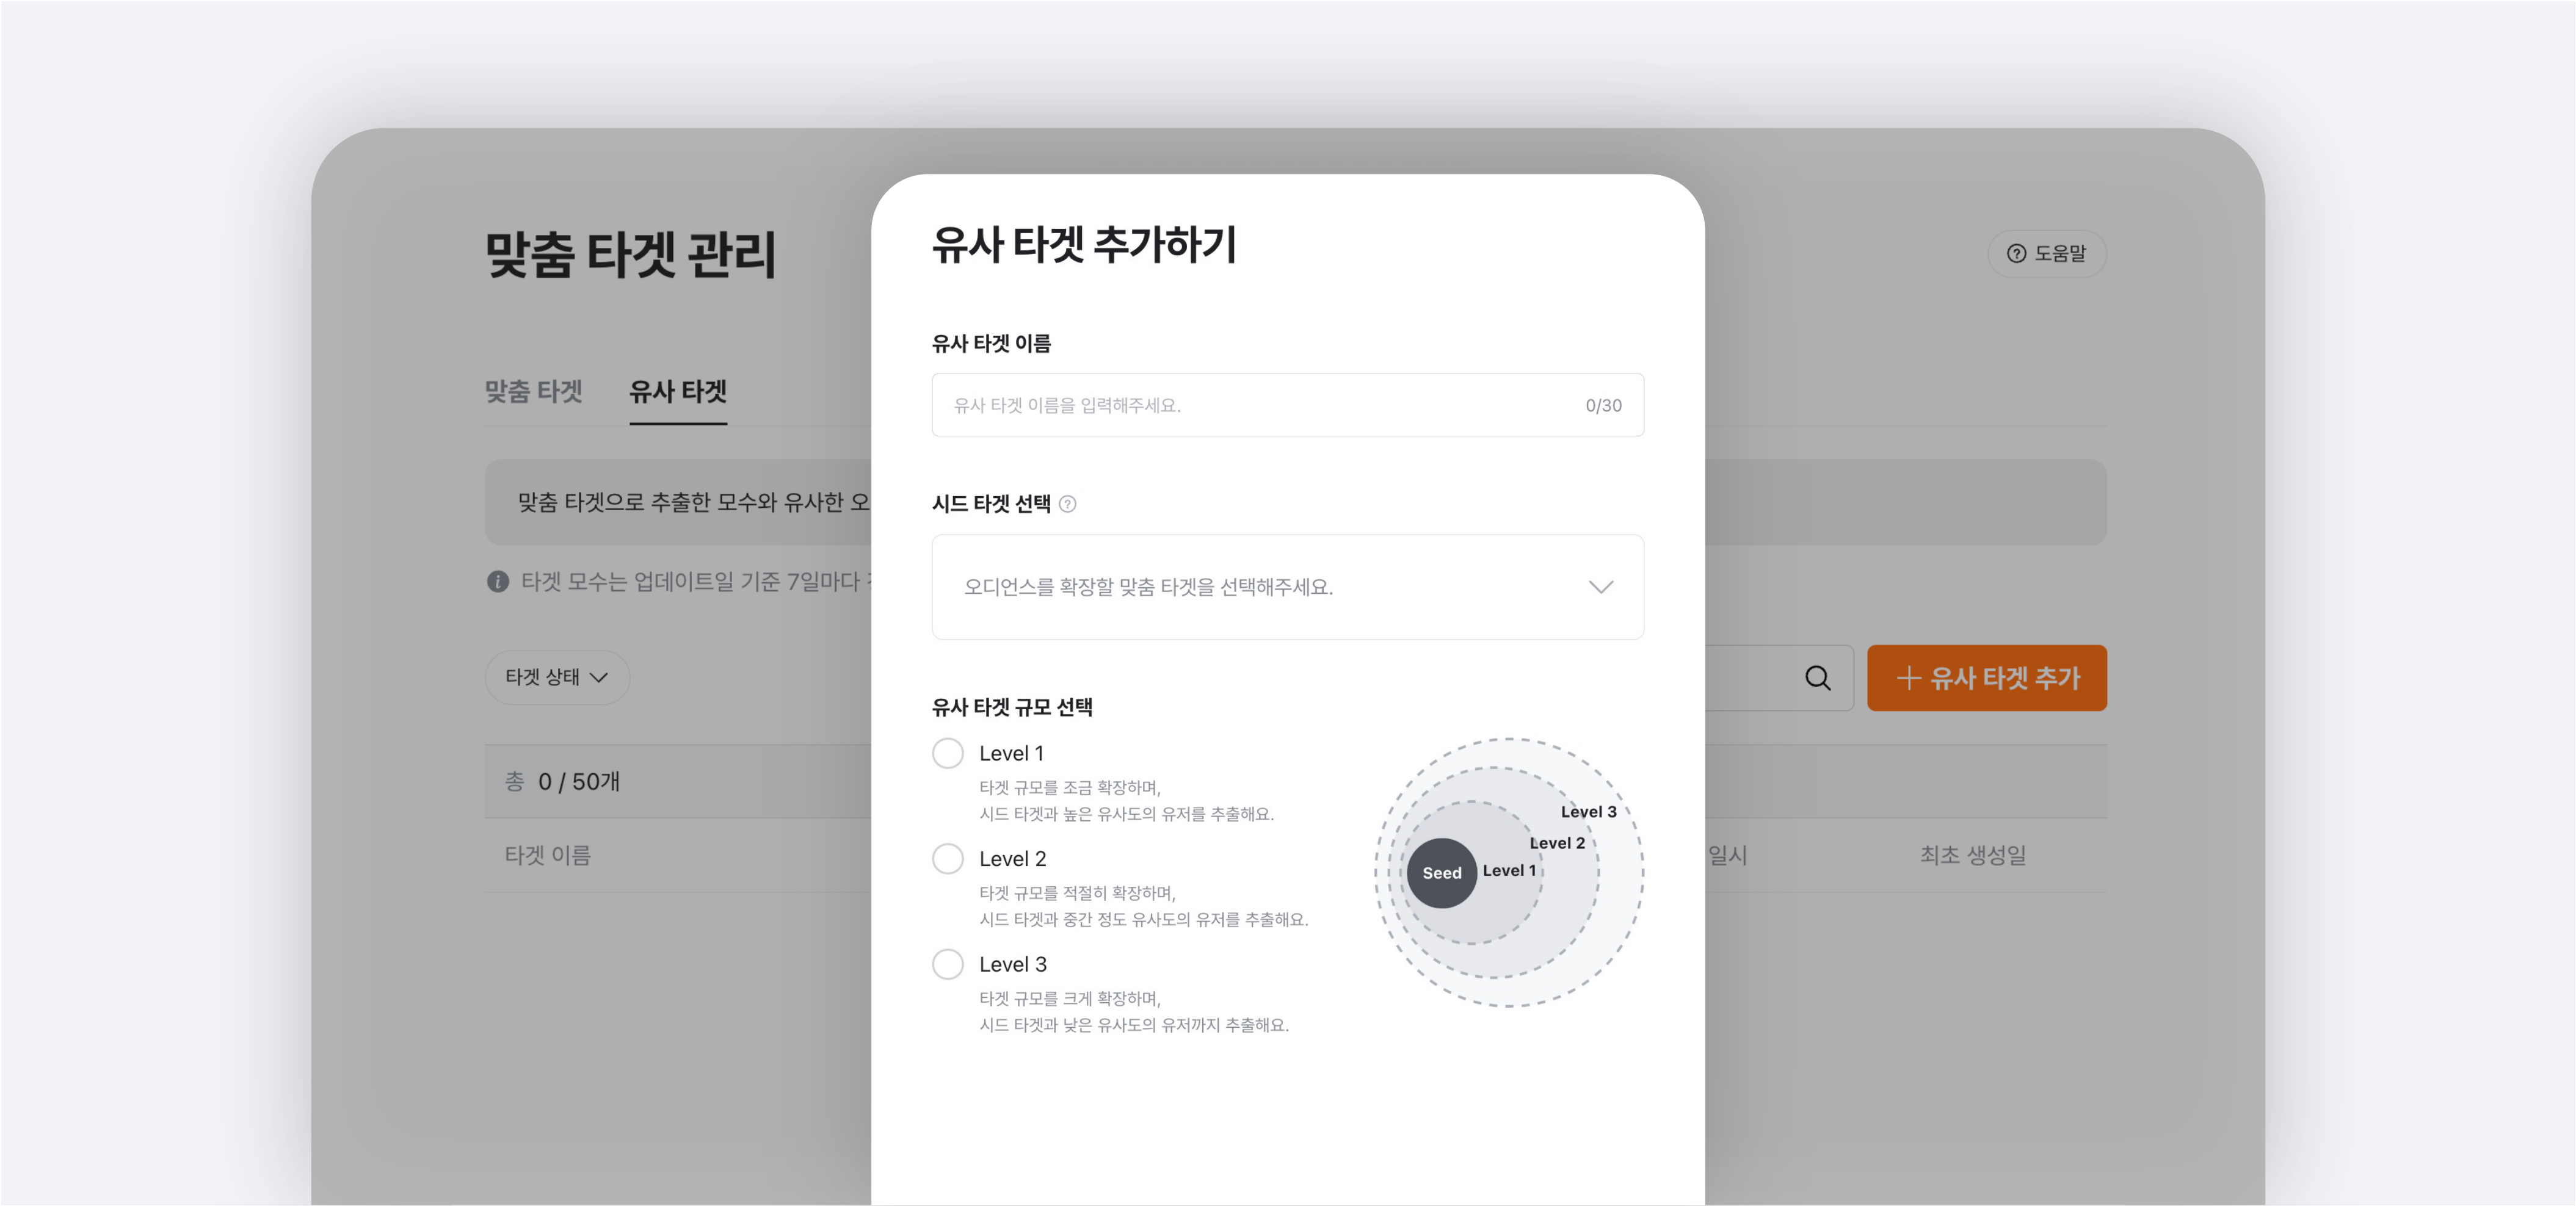 맞춤 타겟 관리
도움말
맞춤 타겟
유사 타겟
맞춤 타겟으로 추출한 모수와 유사한 오
타겟 모수는 업데이트일 기준 7일마다
타겟 상태
유사 타겟 추가
총 0 / 50개
타겟 이름
일시
최초 생성일
유사 타겟 추가하기
유사 타겟 이름
유사 타겟 이름을 입력해주세요.
0/30
시드 타겟 선택
오디언스를 확장할 맞춤 타겟을 선택해주세요.
유사 타겟 규모 선택
Level 1
타겟 규모를 조금 확장하며,
시드 타겟과 높은 유사도의 유저를 추출해요.
Level 2
타겟 규모를 적절히 확장하며,
시드 타겟과 중간 정도 유사도의 유저를 추출해요.
Level 3
타겟 규모를 크게 확장하며,
시드 타겟과 낮은 유사도의 유저까지 추출해요.
Level 3
Level 2
Level 1
Seed